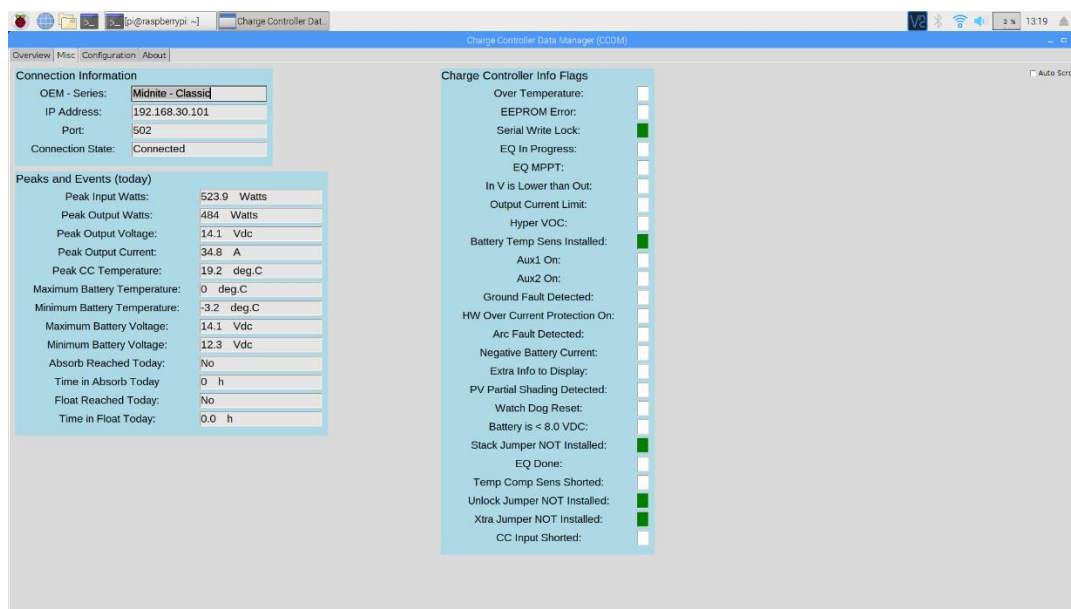 [pi@raspberrypi: ~]
Charge Controller Dat...
2 %
13:19
Charge Controller Data Manager (CCDM)
Overview Misc Configuration About
Connection Information
OEM - Series: Midnite - Classic
IP Address: 192.168.30.101
Port: 502
Connection State: Connected
Peaks and Events (today)
Peak Input Watts: 523.9 Watts
Peak Output Watts: 484 Watts
Peak Output Voltage: 14.1 Vdc
Peak Output Current: 34.8 A
Peak CC Temperature: 19.2 deg.C
Maximum Battery Temperature: 0 deg.C
Minimum Battery Temperature: -3.2 deg.C
Maximum Battery Voltage: 14.1 Vdc
Minimum Battery Voltage: 12.3 Vdc
Absorb Reached Today: No
Time in Absorb Today 0 h
Float Reached Today: No
Time in Float Today: 0.0 h
Charge Controller Info Flags
Over Temperature:
EEPROM Error:
Serial Write Lock:
EQ In Progress:
EQ MPPT:
In V is Lower than Out:
Output Current Limit:
Hyper VOC:
Battery Temp Sens Installed:
Aux1 On:
Aux2 On:
Ground Fault Detected:
HW Over Current Protection On:
Arc Fault Detected:
Negative Battery Current:
Extra Info to Display:
PV Partial Shading Detected:
Watch Dog Reset:
Battery is < 8.0 VDC:
Stack Jumper NOT Installed:
EQ Done:
Temp Comp Sens Shorted:
Unlock Jumper NOT Installed:
Xtra Jumper NOT Installed:
CC Input Shorted:
Auto Scro